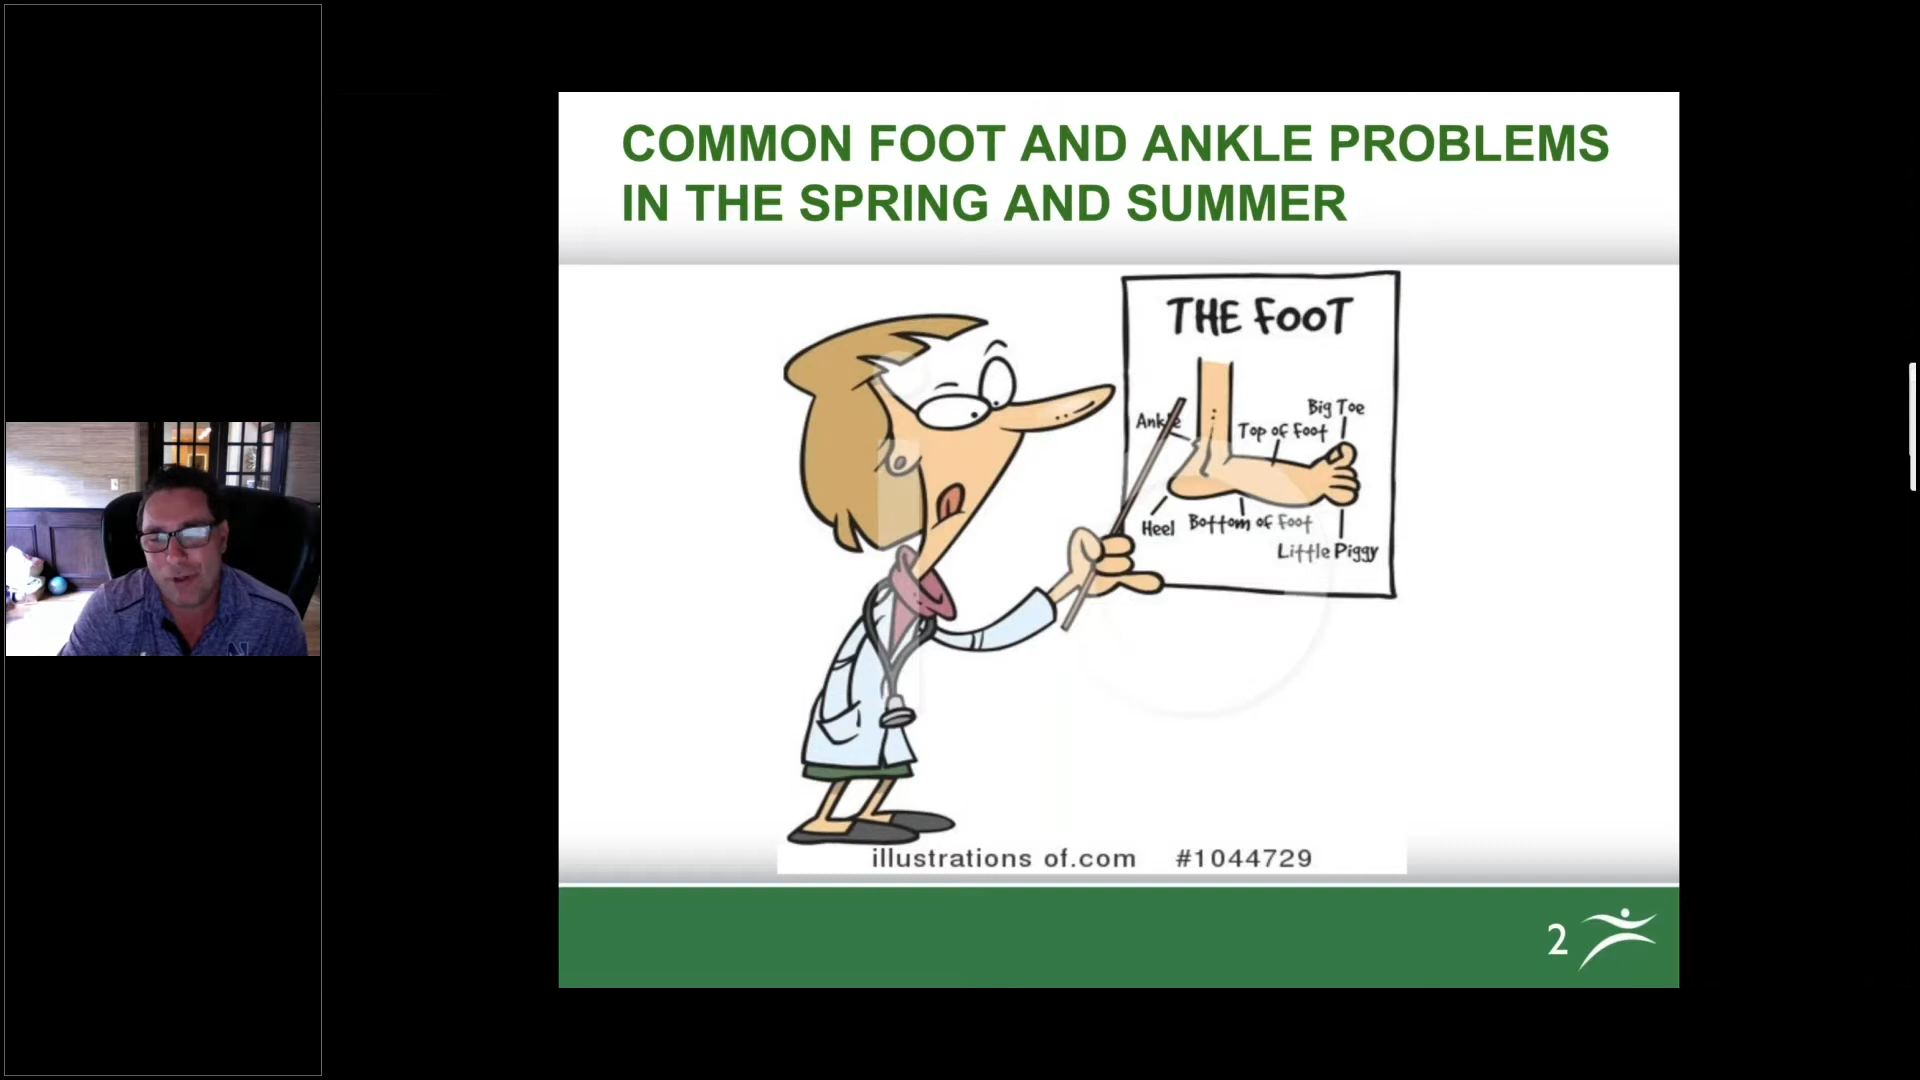 COMMON FOOT AND ANKLE PROBLEMS
IN THE SPRING AND SUMMER
THE FOOT
Big Toe
Ankle
Top of Foot
Heel
Bottom of Foot
Little Piggy
illustrations of.com #1044729
2
N